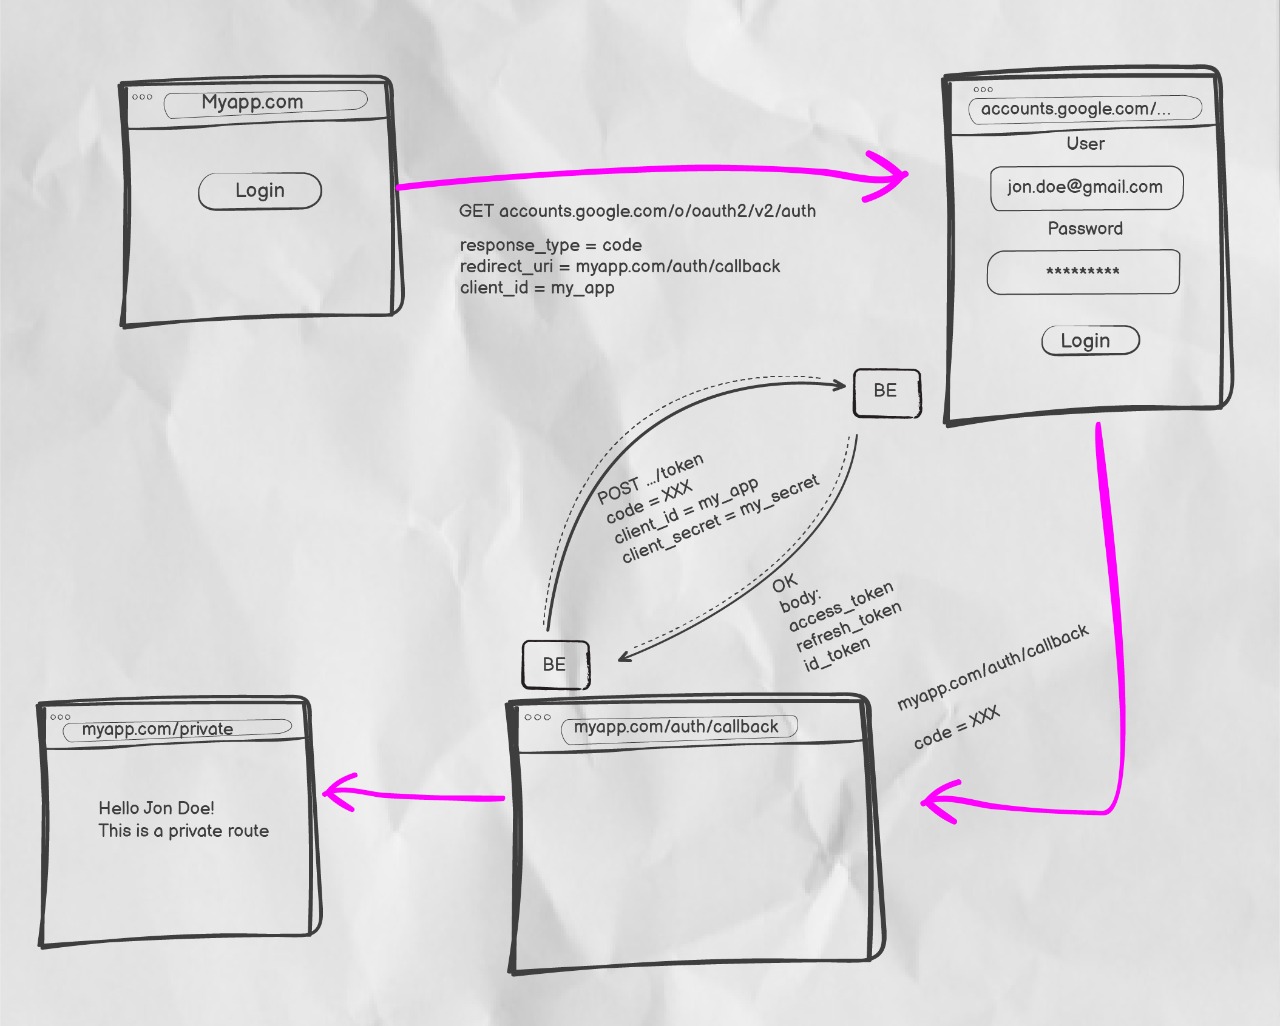 Myapp.com
Login
GET accounts.google.com/o/oauth2/v2/auth
response_type = code
redirect_uri = myapp.com/auth/callback
client_id = my_app
accounts.google.com/...
User
jon.doe@gmail.com
Password
*********
Login
BE
POST .../token
code = XXX
client_id = my_app
client_secret = my_secret
OK
body:
access_token
refresh_token
id_token
BE
myapp.com/auth/callback
code = XXX
myapp.com/auth/callback
myapp.com/private
Hello Jon Doe!
This is a private route